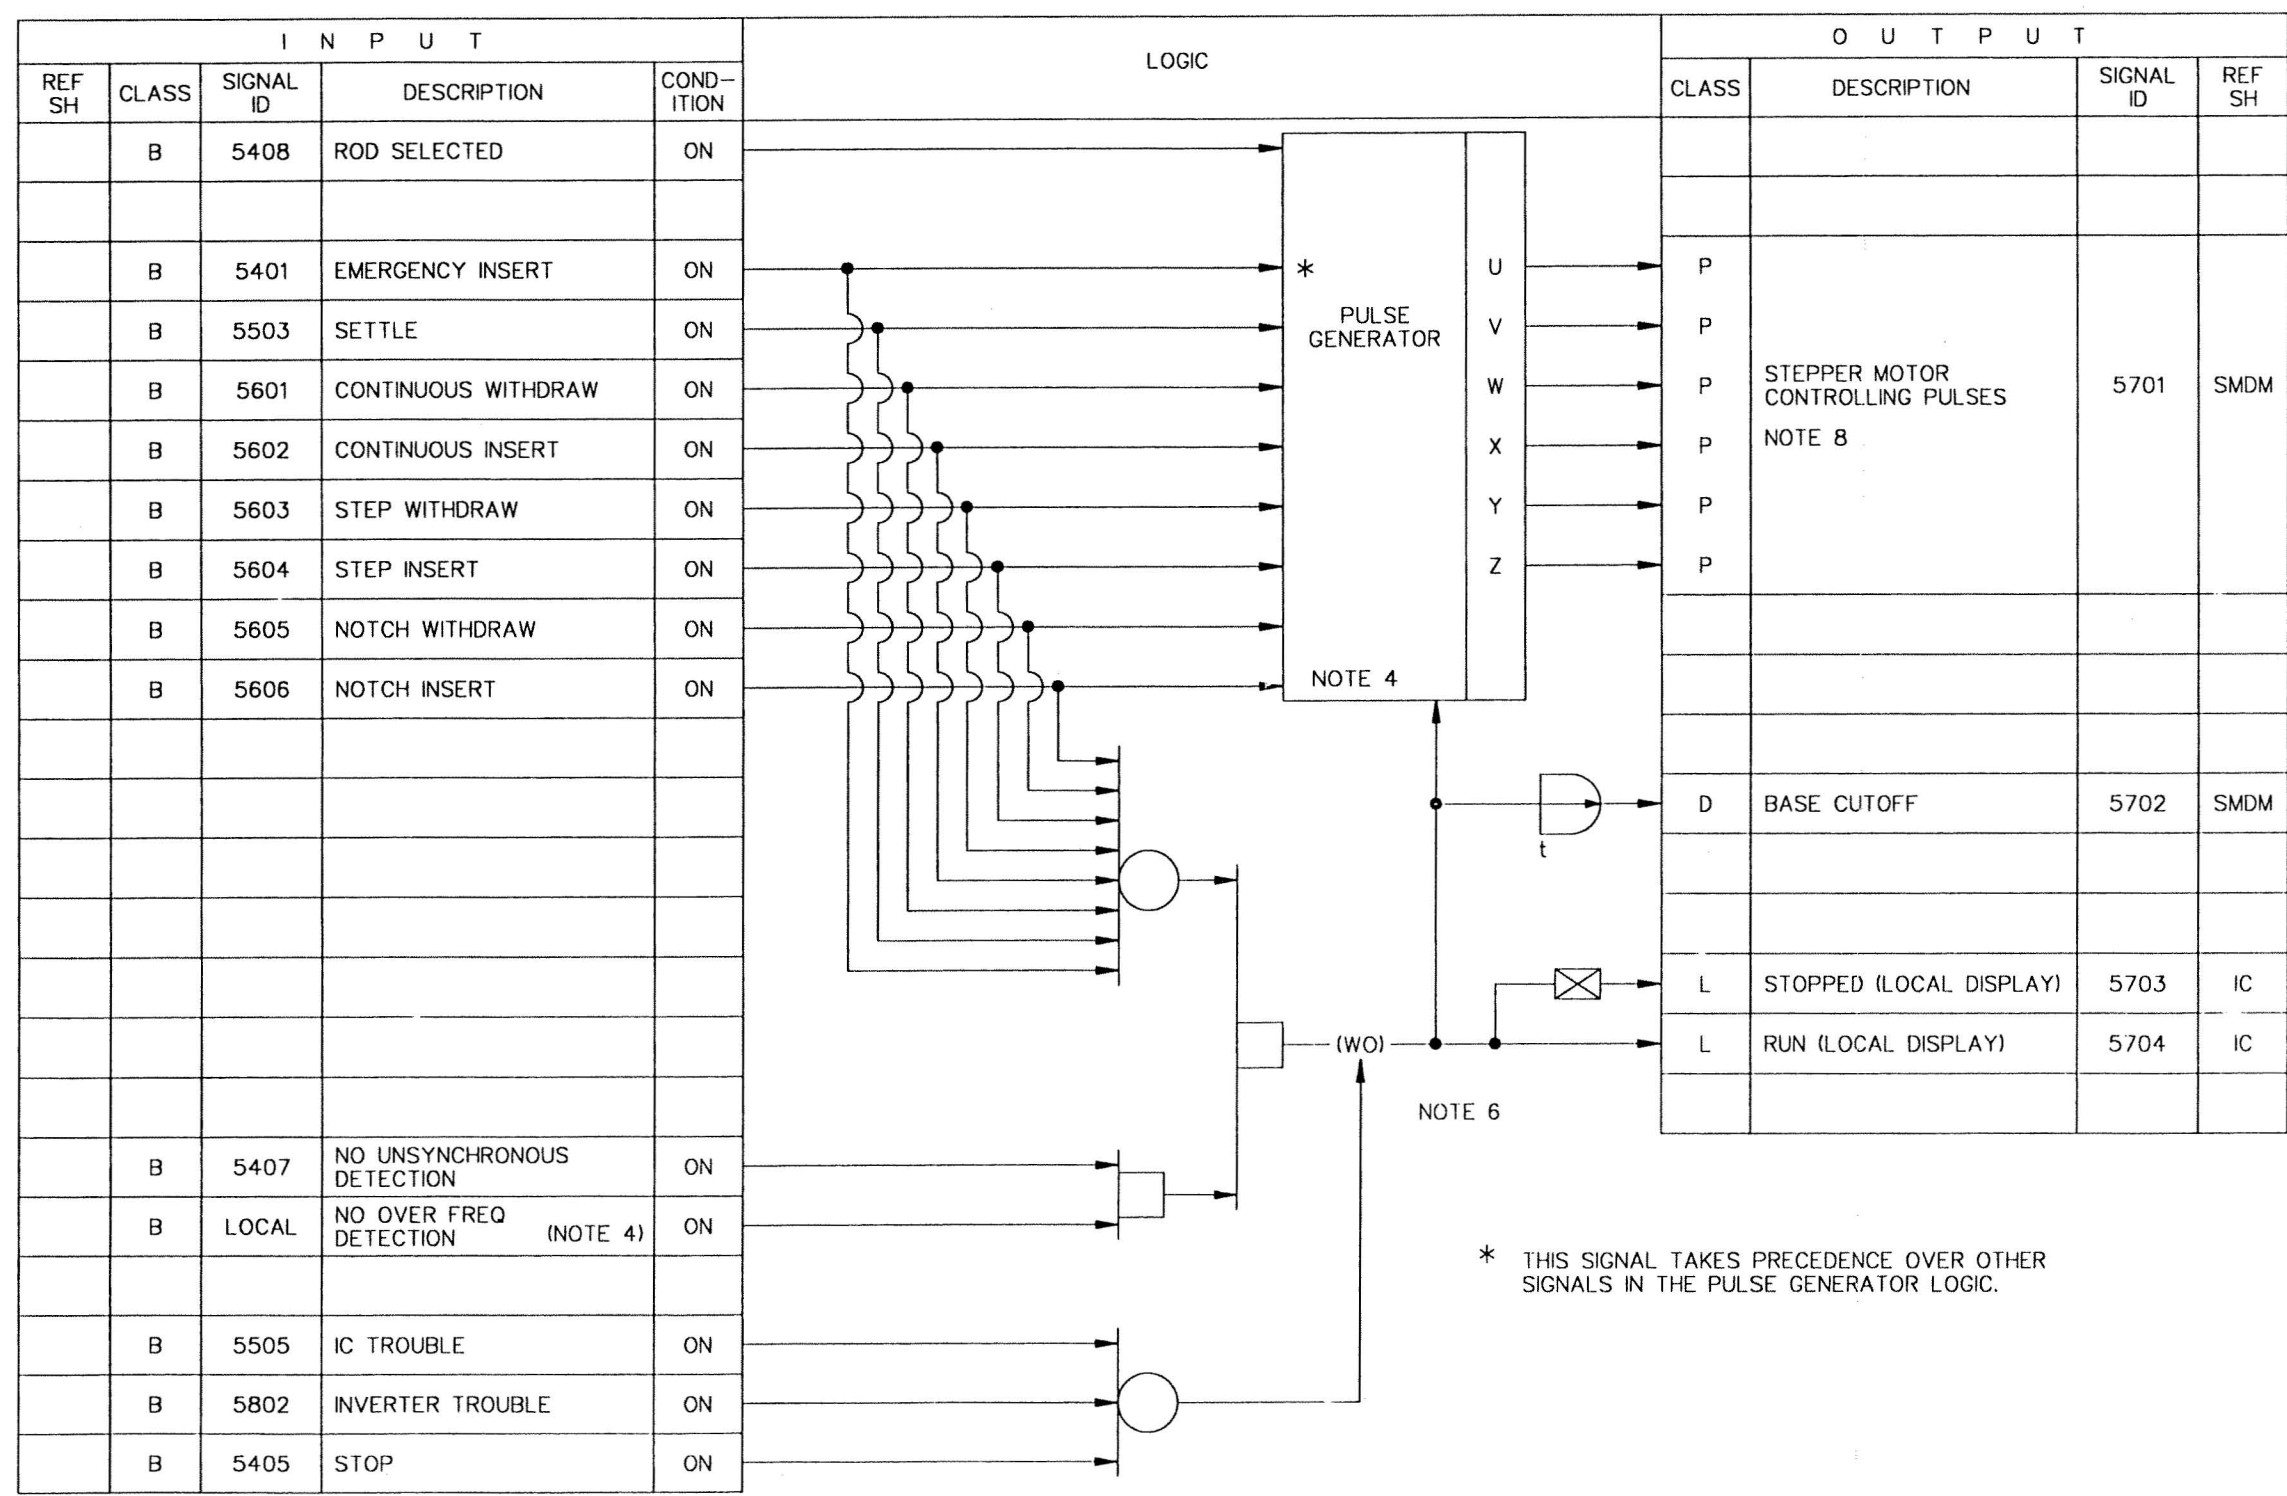 I N P U T
LOGIC
O U T P U T
REF SH
CLASS
SIGNAL ID
DESCRIPTION
COND-ITION
CLASS
DESCRIPTION
SIGNAL ID
REF SH
B 5408 ROD SELECTED ON
B 5401 EMERGENCY INSERT ON
B 5503 SETTLE ON
B 5601 CONTINUOUS WITHDRAW ON
B 5602 CONTINUOUS INSERT ON
B 5603 STEP WITHDRAW ON
B 5604 STEP INSERT ON
B 5605 NOTCH WITHDRAW ON
B 5606 NOTCH INSERT ON
B 5407 NO UNSYNCHRONOUS ON
DETECTION
B LOCAL NO OVER FREQ ON
DETECTION (NOTE 4)
B 5505 IC TROUBLE ON
B 5802 INVERTER TROUBLE ON
B 5405 STOP ON
*
PULSE
GENERATOR
NOTE 4
U
V
W
X
Y
Z
t
(WO)
NOTE 6
P
P
P
P
P
P
STEPPER MOTOR
CONTROLLING PULSES
NOTE 8
5701 SMDM
D BASE CUTOFF 5702 SMDM
L STOPPED (LOCAL DISPLAY) 5703 IC
L RUN (LOCAL DISPLAY) 5704 IC
* THIS SIGNAL TAKES PRECEDENCE OVER OTHER
SIGNALS IN THE PULSE GENERATOR LOGIC.